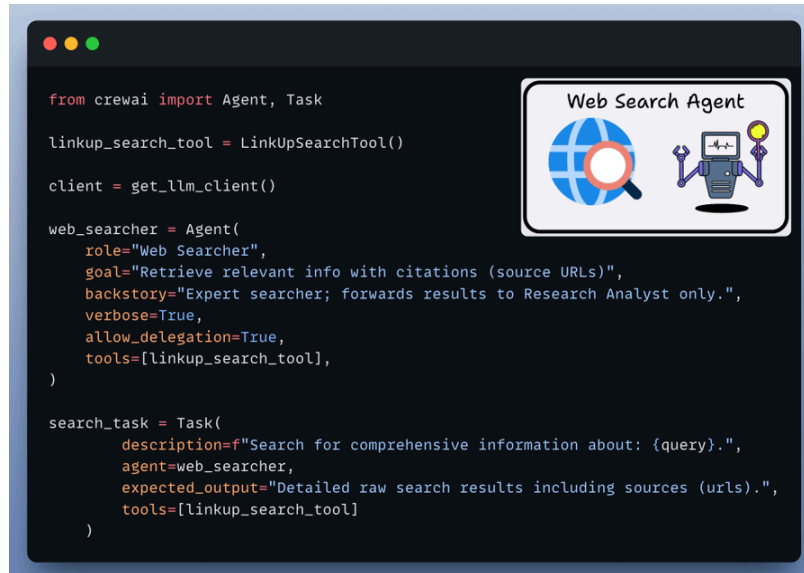 from crewai import Agent, Task
Web Search Agent
linkup_search_tool = LinkUpSearchTool()
client = get_llm_client()
web_searcher = Agent(
    role="Web Searcher",
    goal="Retrieve relevant info with citations (source URLs)",
    backstory="Expert searcher; forwards results to Research Analyst only.",
    verbose=True,
    allow_delegation=True,
    tools=[linkup_search_tool],
)
search_task = Task(
        description=f"Search for comprehensive information about: {query}.",
        agent=web_searcher,
        expected_output="Detailed raw search results including sources (urls).",
        tools=[linkup_search_tool]
    )